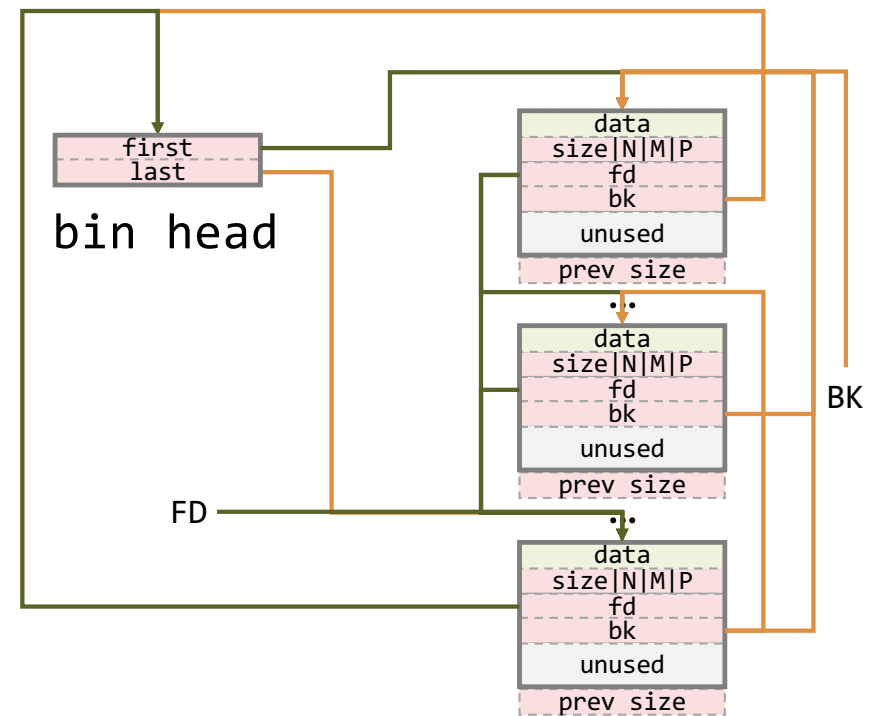 first
last
bin head
data
size|N|M|P
fd
bk
unused
prev size
...
data
size|N|M|P
fd
bk
unused
prev size
BK
FD
...
data
size|N|M|P
fd
bk
unused
prev size